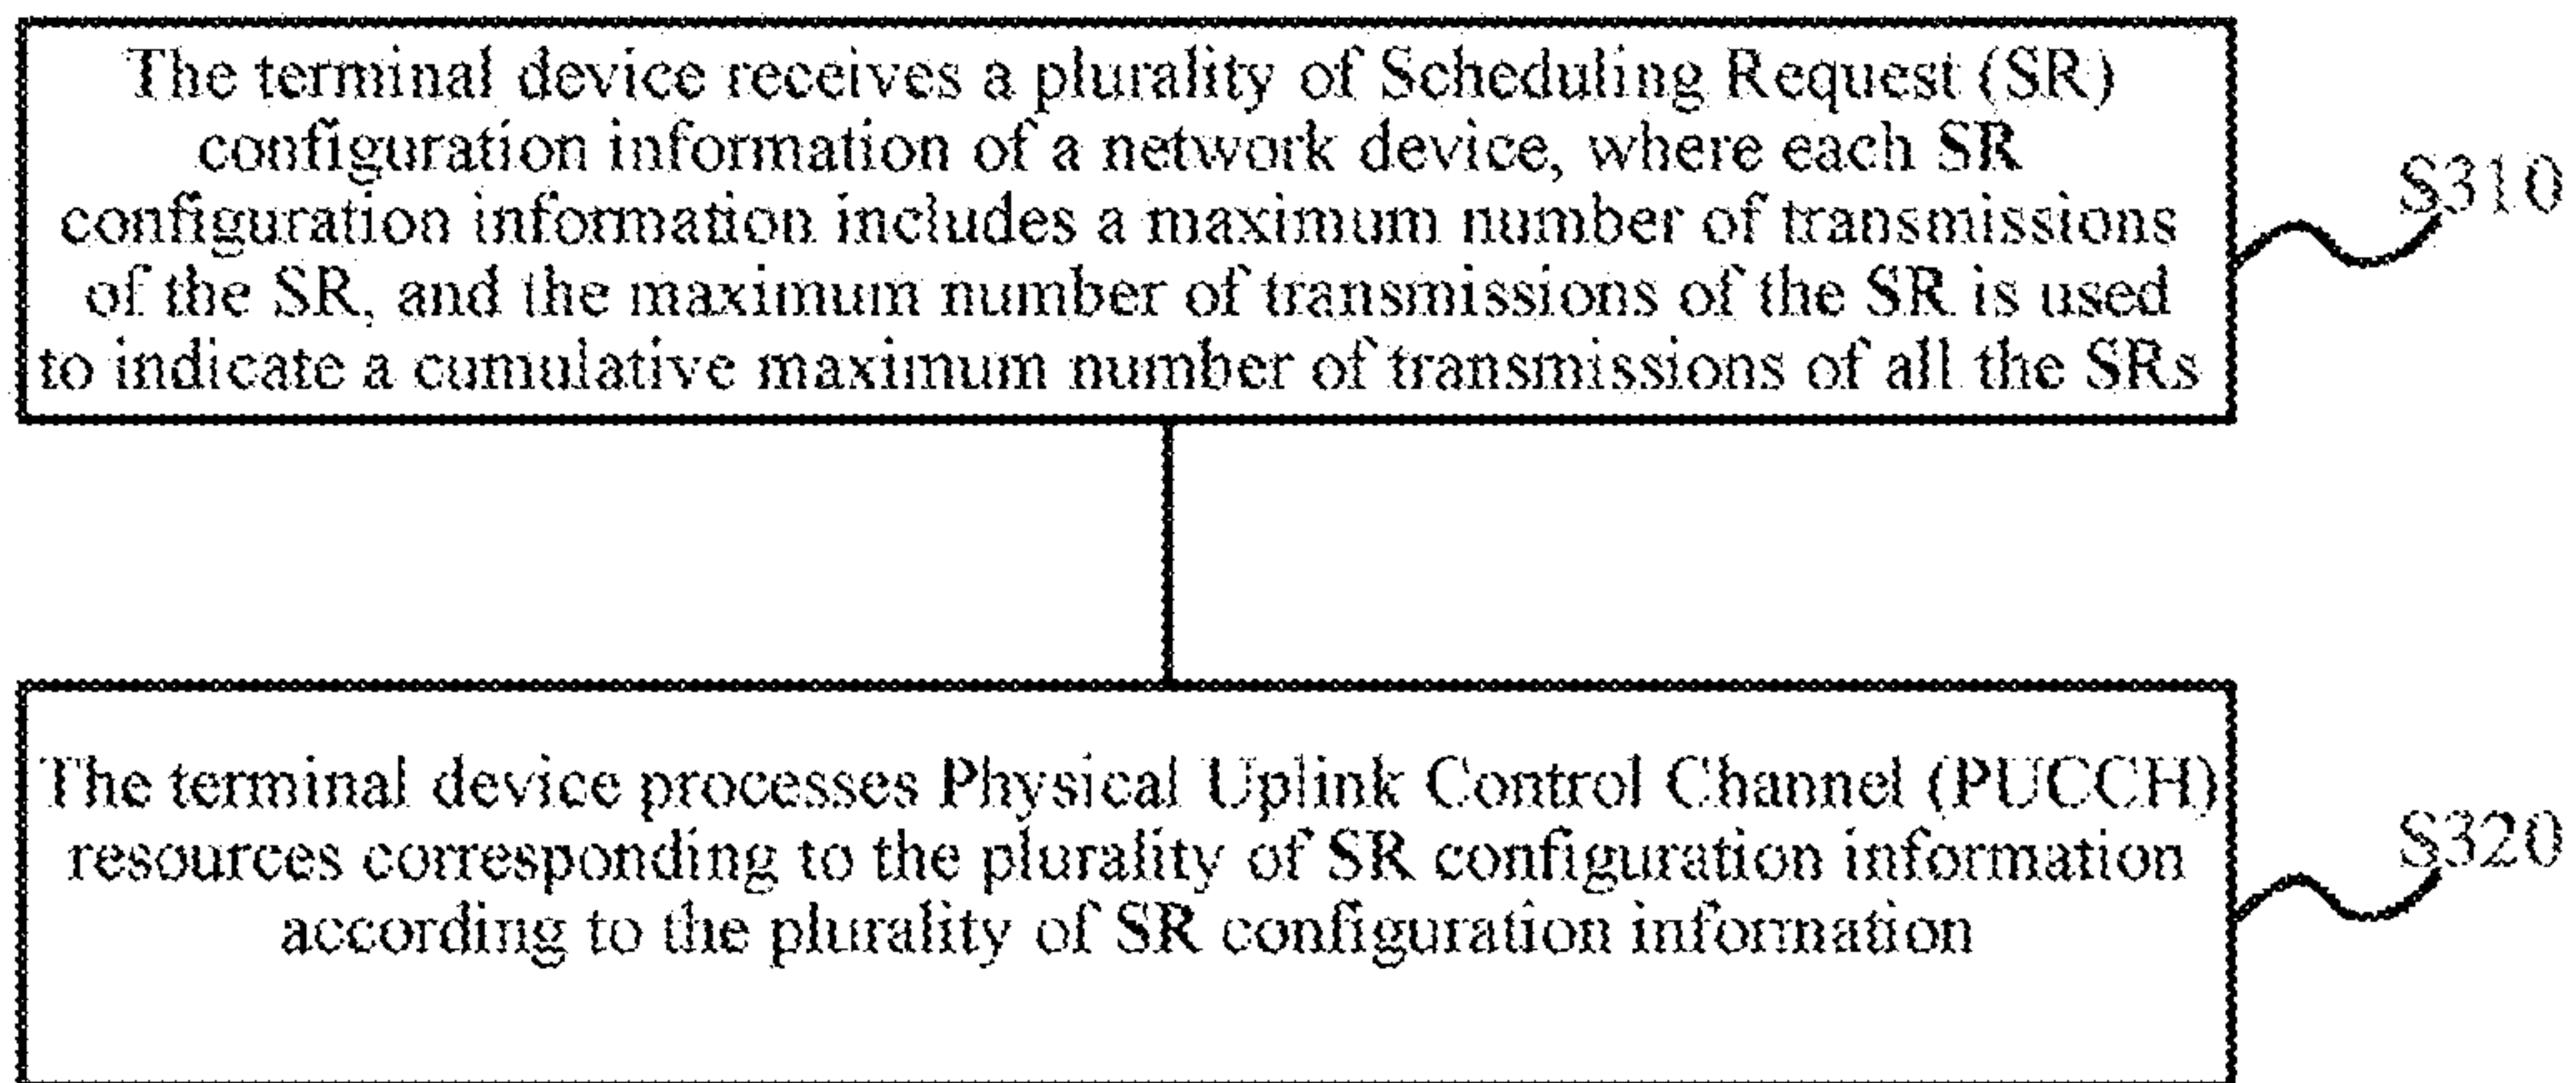 The terminal device receives a plurality of Scheduling Request (SR)
configuration information of a network device, where each SR
configuration information includes a maximum number of transmissions
of the SR, and the maximum number of transmissions of the SR is used
to indicate a cumulative maximum number of transmissions of all the SRs
S310
The terminal device processes Physical Uplink Control Channel (PUCCH)
resources corresponding to the plurality of SR configuration information
according to the plurality of SR configuration information
S320